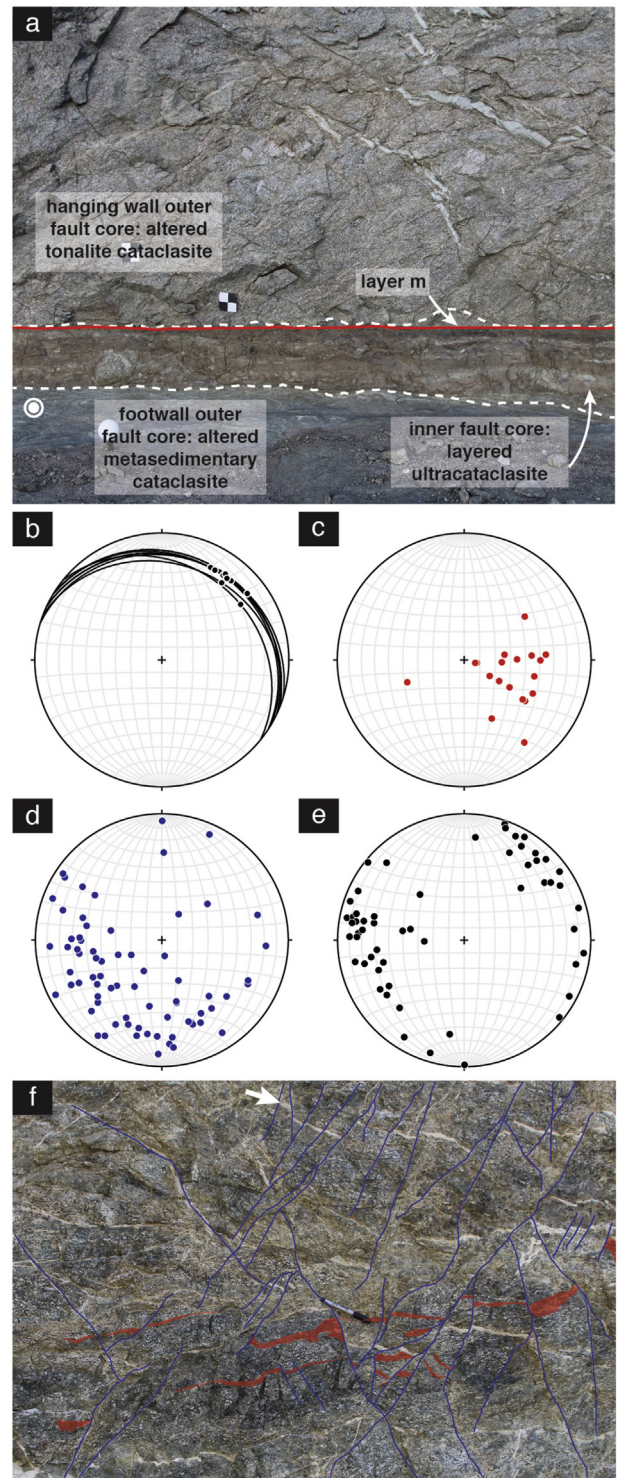 a
hanging wall outer
fault core: altered
tonalite cataclasite
layer m
footwall outer
fault core: altered
metasedimentary
cataclasite
inner fault core:
layered
ultracataclasite
b
c
d
e
f